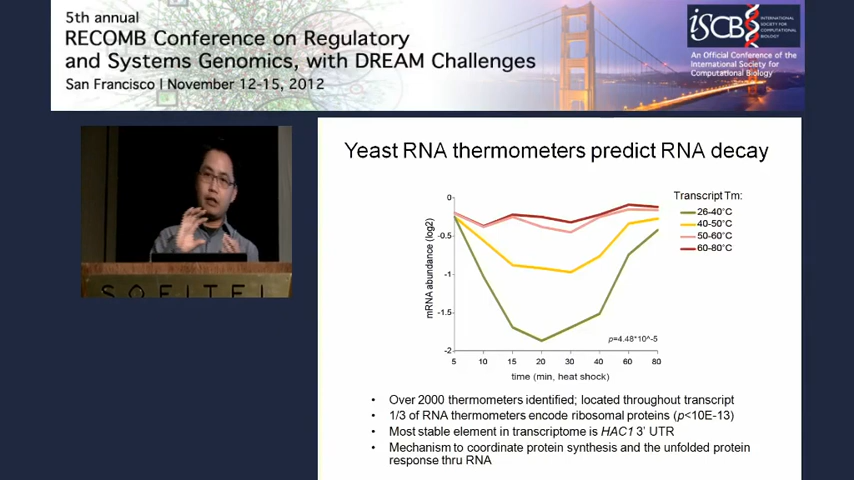 5th annual
RECOMB Conference on Regulatory
and Systems Genomics, with DREAM Challenges
San Francisco | November 12-15, 2012
iSCB
INTERNATIONAL
SOCIETY FOR
COMPUTATIONAL
BIOLOGY
An Official Conference of the
International Society for
Computational Biology
SOFITEL
Yeast RNA thermometers predict RNA decay
Transcript Tm:
26-40°C
40-50°C
50-60°C
60-80°C
mRNA abundance (log2)
0
-0.5
-1
-1.5
-2
p=4.48*10^-5
5 10 15 20 30 40 60 80
time (min, heat shock)
• Over 2000 thermometers identified; located throughout transcript
• 1/3 of RNA thermometers encode ribosomal proteins (p<10E-13)
• Most stable element in transcriptome is HAC1 3' UTR
• Mechanism to coordinate protein synthesis and the unfolded protein
response thru RNA